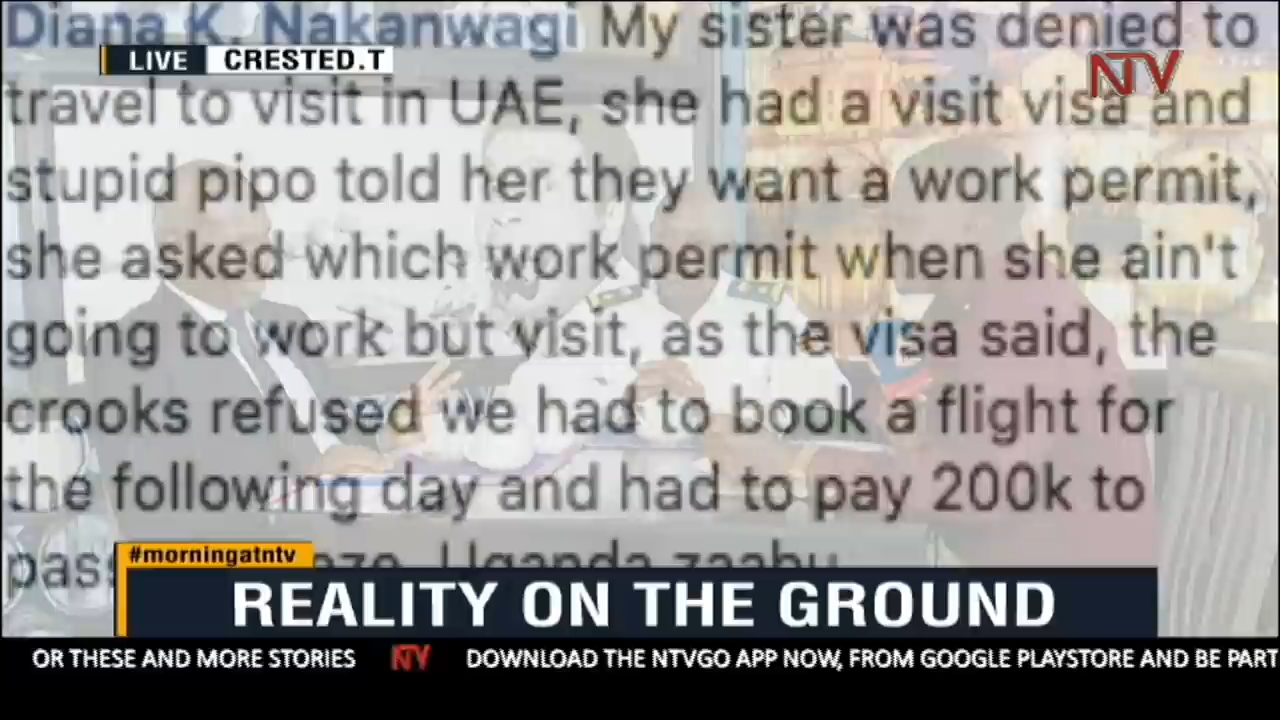 Diana K. Nakanwagi My sister was denied to
LIVE CRESTED.T
NTV
travel to visit in UAE, she had a visit visa and
stupid pipo told her they want a work permit,
she asked which work permit when she ain't
going to work but visit, as the visa said, the
crooks refused we had to book a flight for
the following day and had to pay 200k to
Uganda zaabu
#morningatntv
REALITY ON THE GROUND
OR THESE AND MORE STORIES NTV DOWNLOAD THE NTVGO APP NOW, FROM GOOGLE PLAYSTORE AND BE PART